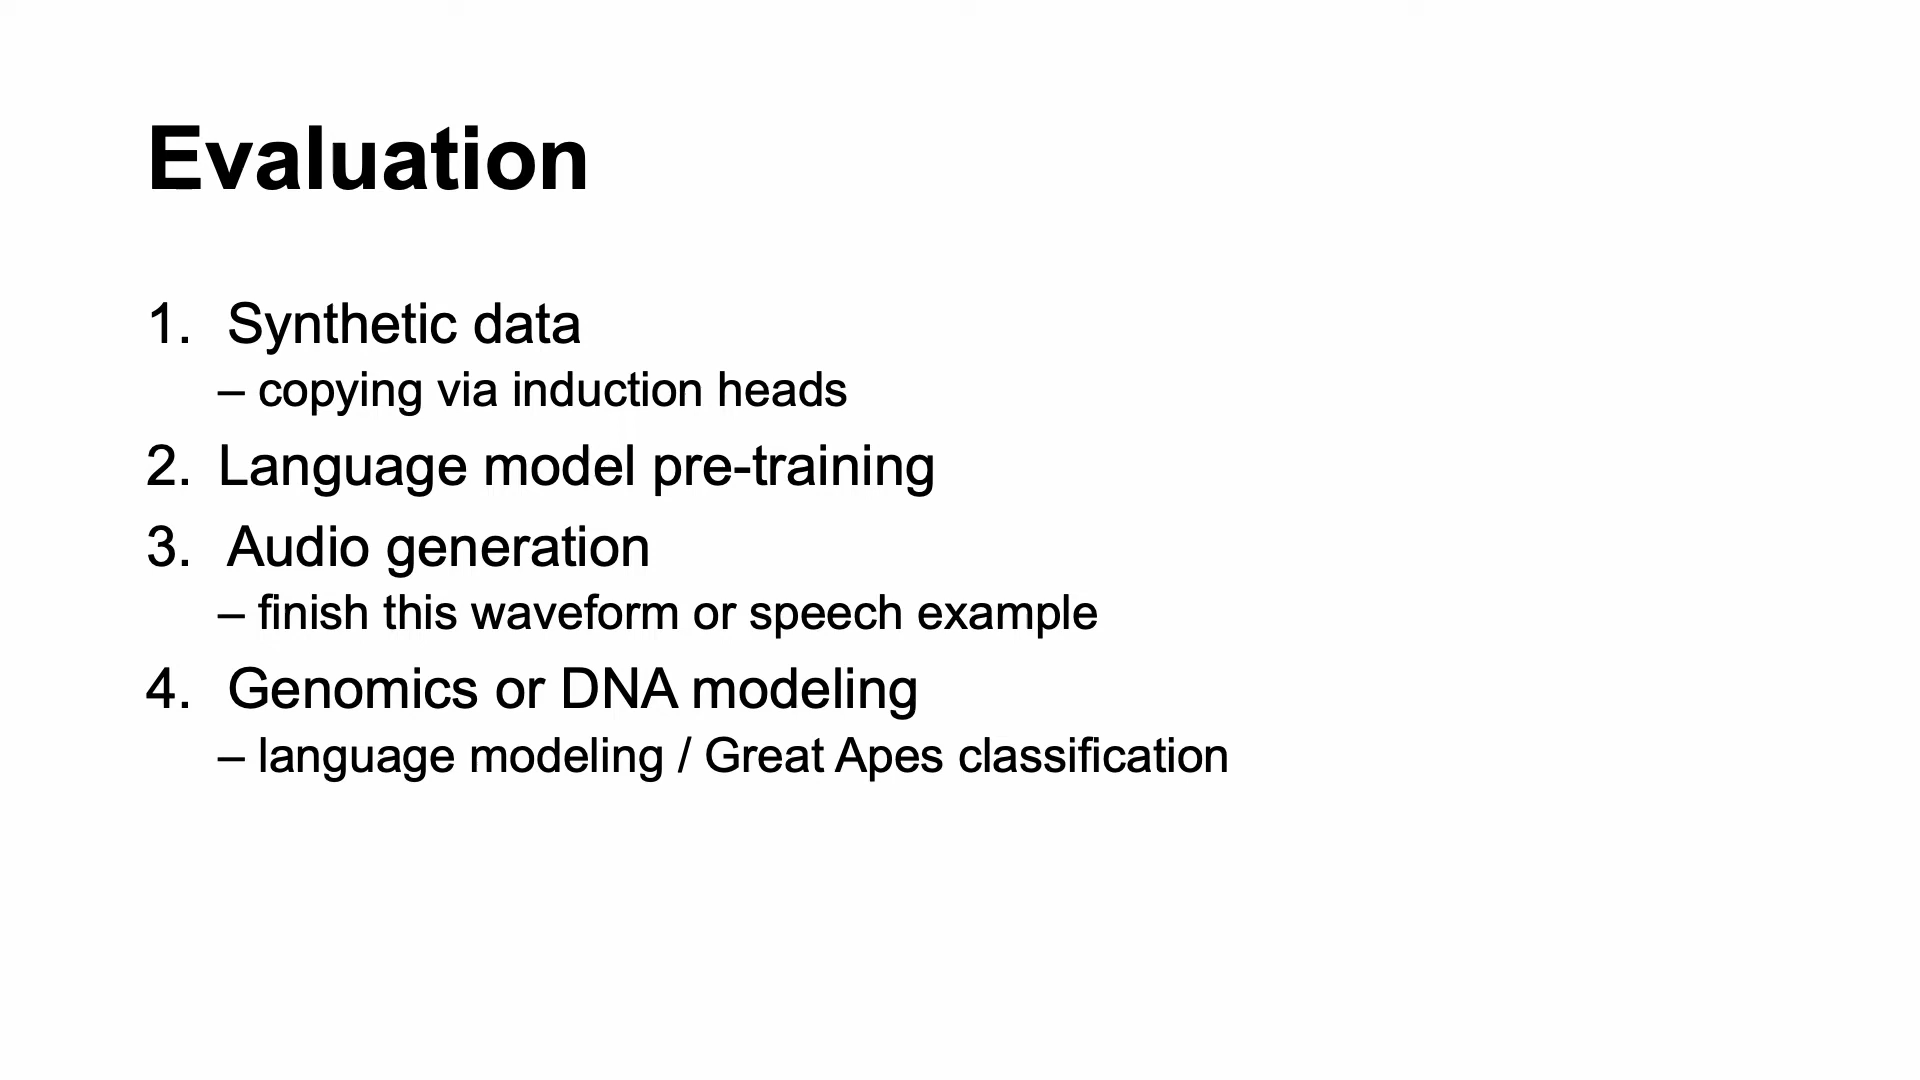 Evaluation
1. Synthetic data
– copying via induction heads
2. Language model pre-training
3. Audio generation
– finish this waveform or speech example
4. Genomics or DNA modeling
– language modeling / Great Apes classification